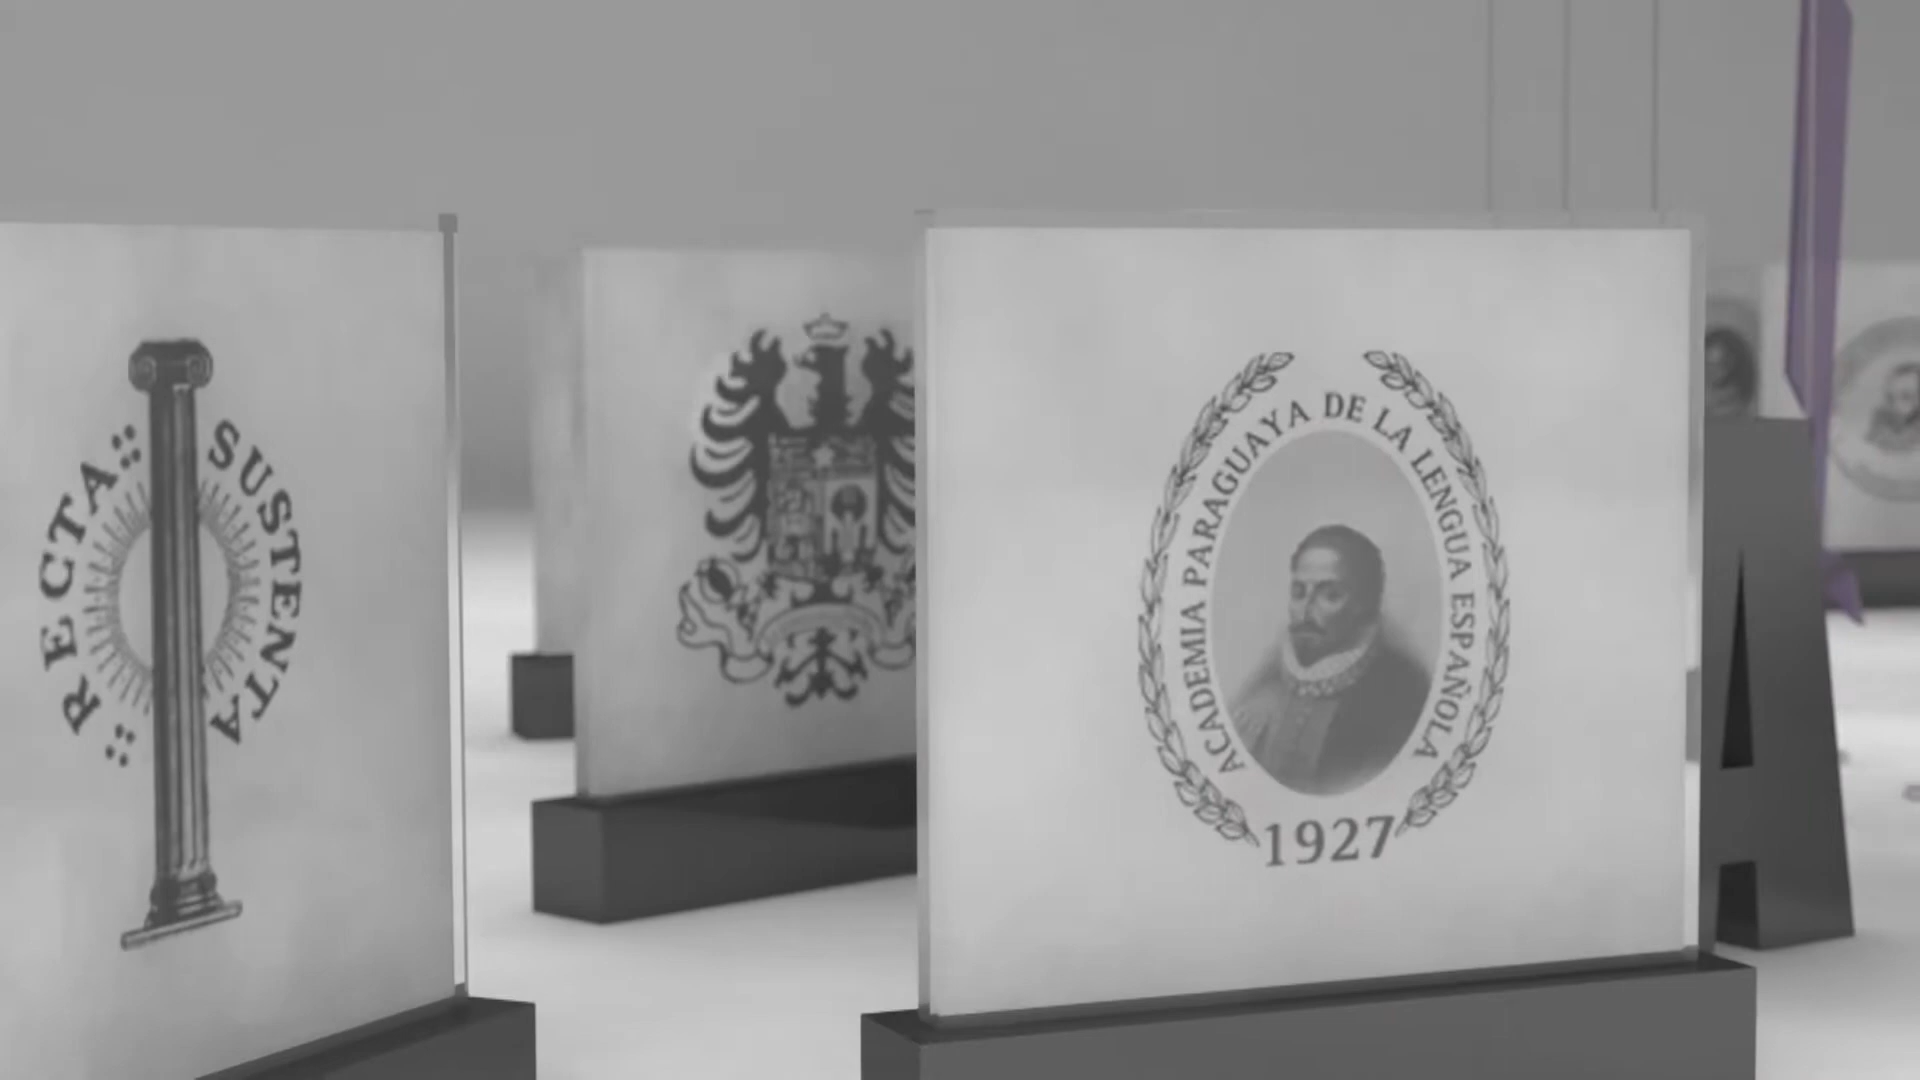 RECTA
SUSTENTA
ACADEMIA PARAGUAYA DE LA LENGUA ESPAÑOLA
1927
A